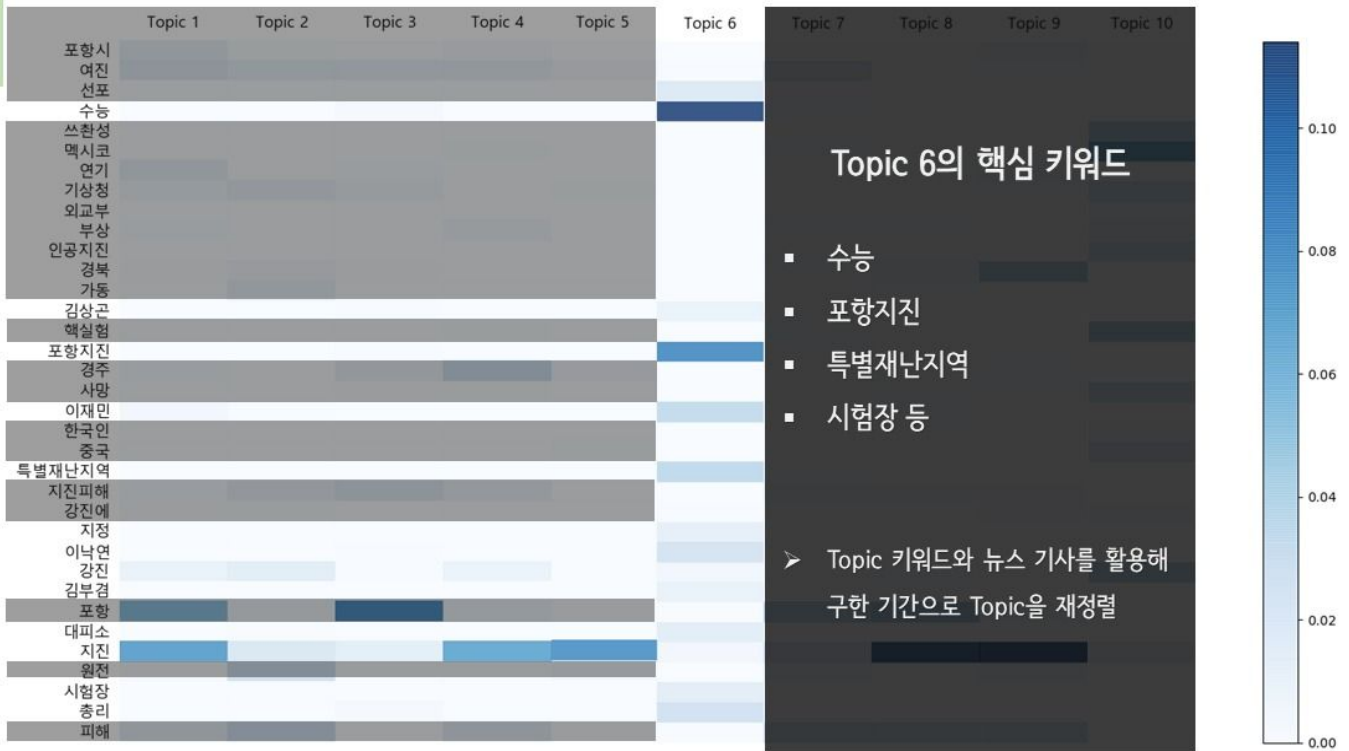 Topic 1 Topic 2 Topic 3 Topic 4 Topic 5 Topic 6 Topic 7 Topic 8 Topic 9 Topic 10
포항시
여진
선포
수능
쓰촨성
멕시코
연기
기상청
외교부
부상
인공지진
경북
가동
김상곤
핵실험
포항지진
경주
사망
이재민
한국인
중국
특별재난지역
지진피해
강진에
지정
이낙연
강진
김부겸
포항
대피소
지진
원전
시험장
총리
피해
Topic 6의 핵심 키워드
▪ 수능
▪ 포항지진
▪ 특별재난지역
▪ 시험장 등
➢ Topic 키워드와 뉴스 기사를 활용해
구한 기간으로 Topic을 재정렬
0.10
0.08
0.06
0.04
0.02
0.00